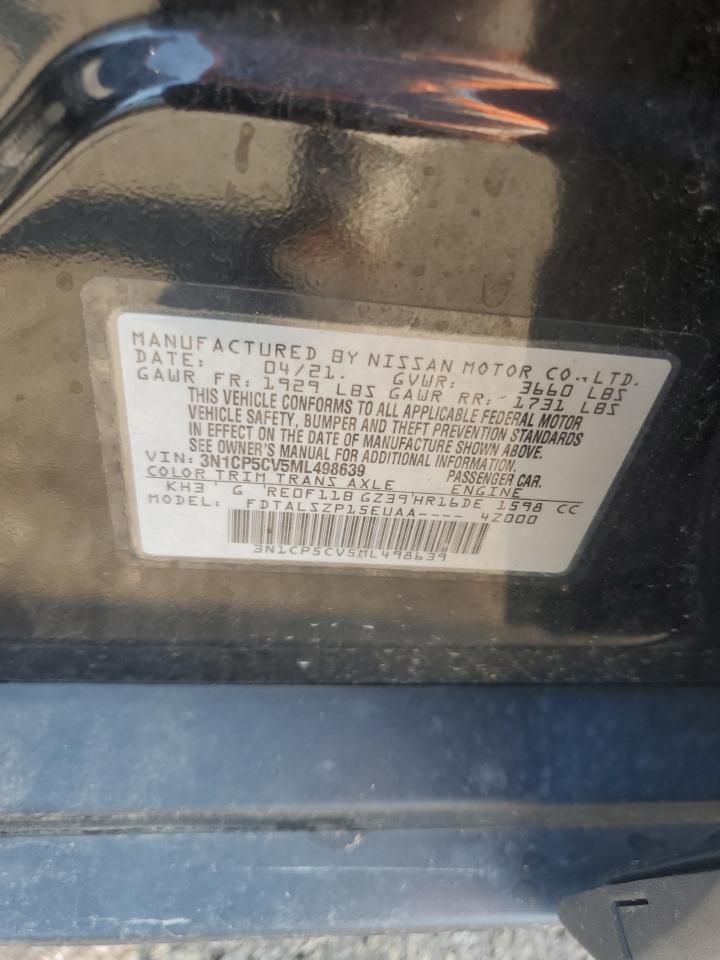 MANUFACTURED BY NISSAN MOTOR CO.,LTD.
DATE: 04/21. GVWR: 3660 LBS
GAWR FR: 1929 LBS GAWR RR: 1731 LBS
THIS VEHICLE CONFORMS TO ALL APPLICABLE FEDERAL MOTOR
VEHICLE SAFETY, BUMPER AND THEFT PREVENTION STANDARDS
IN EFFECT ON THE DATE OF MANUFACTURE SHOWN ABOVE.
SEE OWNER'S MANUAL FOR ADDITIONAL INFORMATION.
VIN: 3N1CP5CV5ML498639 PASSENGER CAR.
COLOR TRIM TRANS AXLE ENGINE
KH3 G RE0F11B GZ39 HR16DE 1598 CC
MODEL: FDTALSZP15EUAA---- 4Z000
3N1CP5CV5ML498639